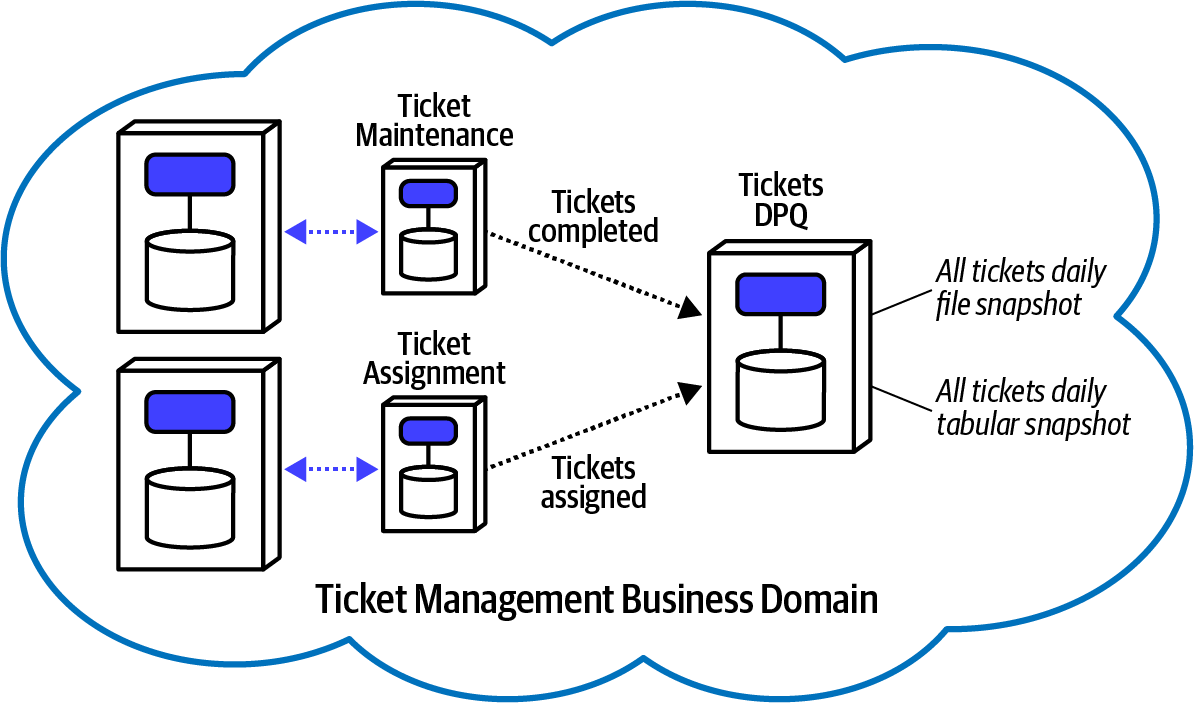 Ticket
Maintenance
Tickets
completed
Tickets
DPQ
All tickets daily
file snapshot
Ticket
Assignment
All tickets daily
tabular snapshot
Tickets
assigned
Ticket Management Business Domain